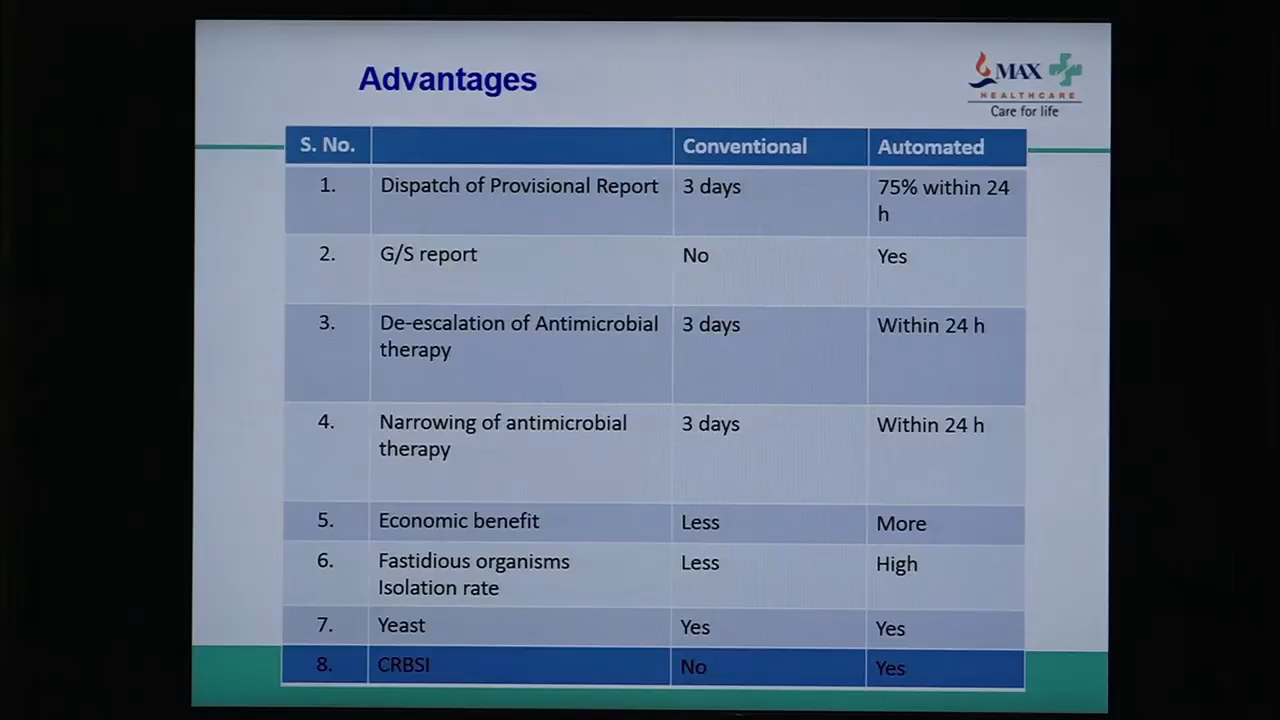 Advantages
MAX
HEALTHCARE
Care for life
S. No. Conventional Automated
1. Dispatch of Provisional Report 3 days 75% within 24
h
2. G/S report No Yes
3. De-escalation of Antimicrobial 3 days Within 24 h
therapy
4. Narrowing of antimicrobial 3 days Within 24 h
therapy
5. Economic benefit Less More
6. Fastidious organisms Less High
Isolation rate
7. Yeast Yes Yes
8. CRBSI No Yes